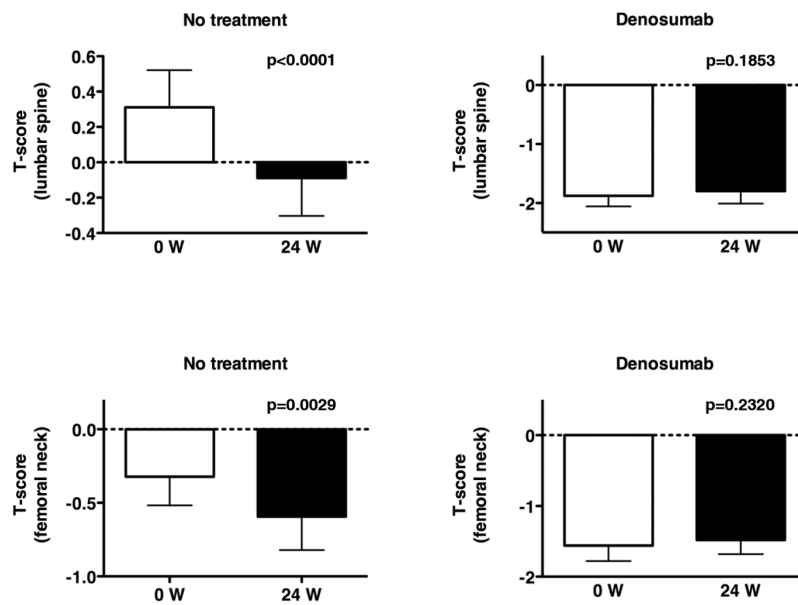 No treatment
p<0.0001
T-score
(lumbar spine)
0.6
0.4
0.2
0.0
-0.2
-0.4
0 W 24 W
Denosumab
p=0.1853
T-score
(lumbar spine)
0
-1
-2
0 W 24 W
No treatment
p=0.0029
T-score
(femoral neck)
0.0
-0.5
-1.0
0 W 24 W
Denosumab
p=0.2320
T-score
(femoral neck)
0
-1
-2
0 W 24 W